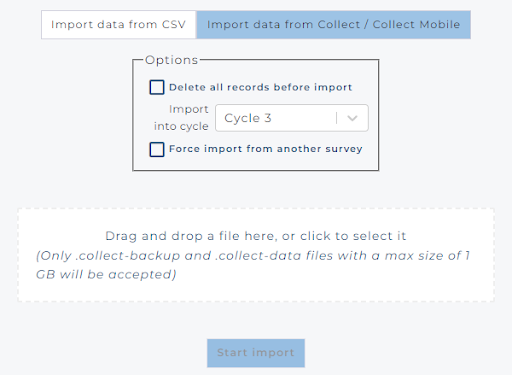 Import data from CSV
Import data from Collect / Collect Mobile
Options
Delete all records before import
Import
into cycle
Cycle 3
Force import from another survey
Drag and drop a file here, or click to select it
(Only .collect-backup and .collect-data files with a max size of 1
GB will be accepted)
Start import